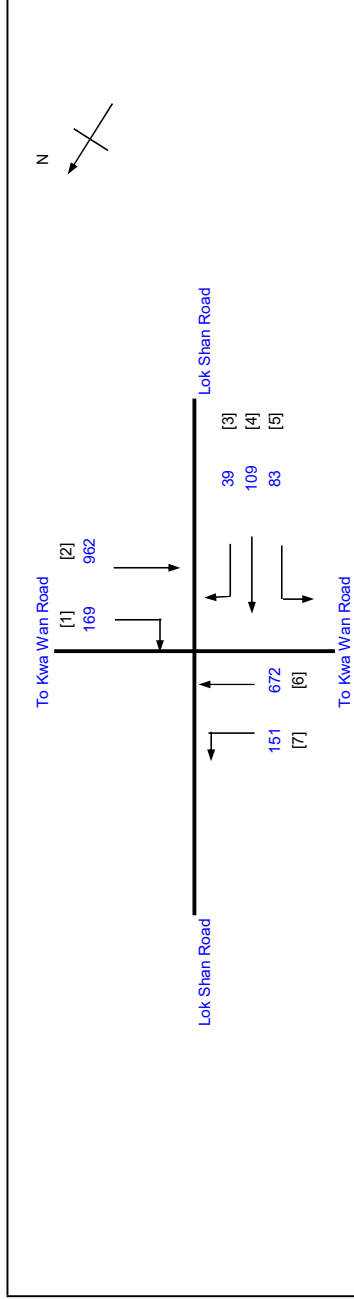 N
To Kwa Wan Road
[1] [2]
169 962
Lok Shan Road
39 [3]
109 [4]
83 [5]
Lok Shan Road
151 672
[7] [6]
To Kwa Wan Road